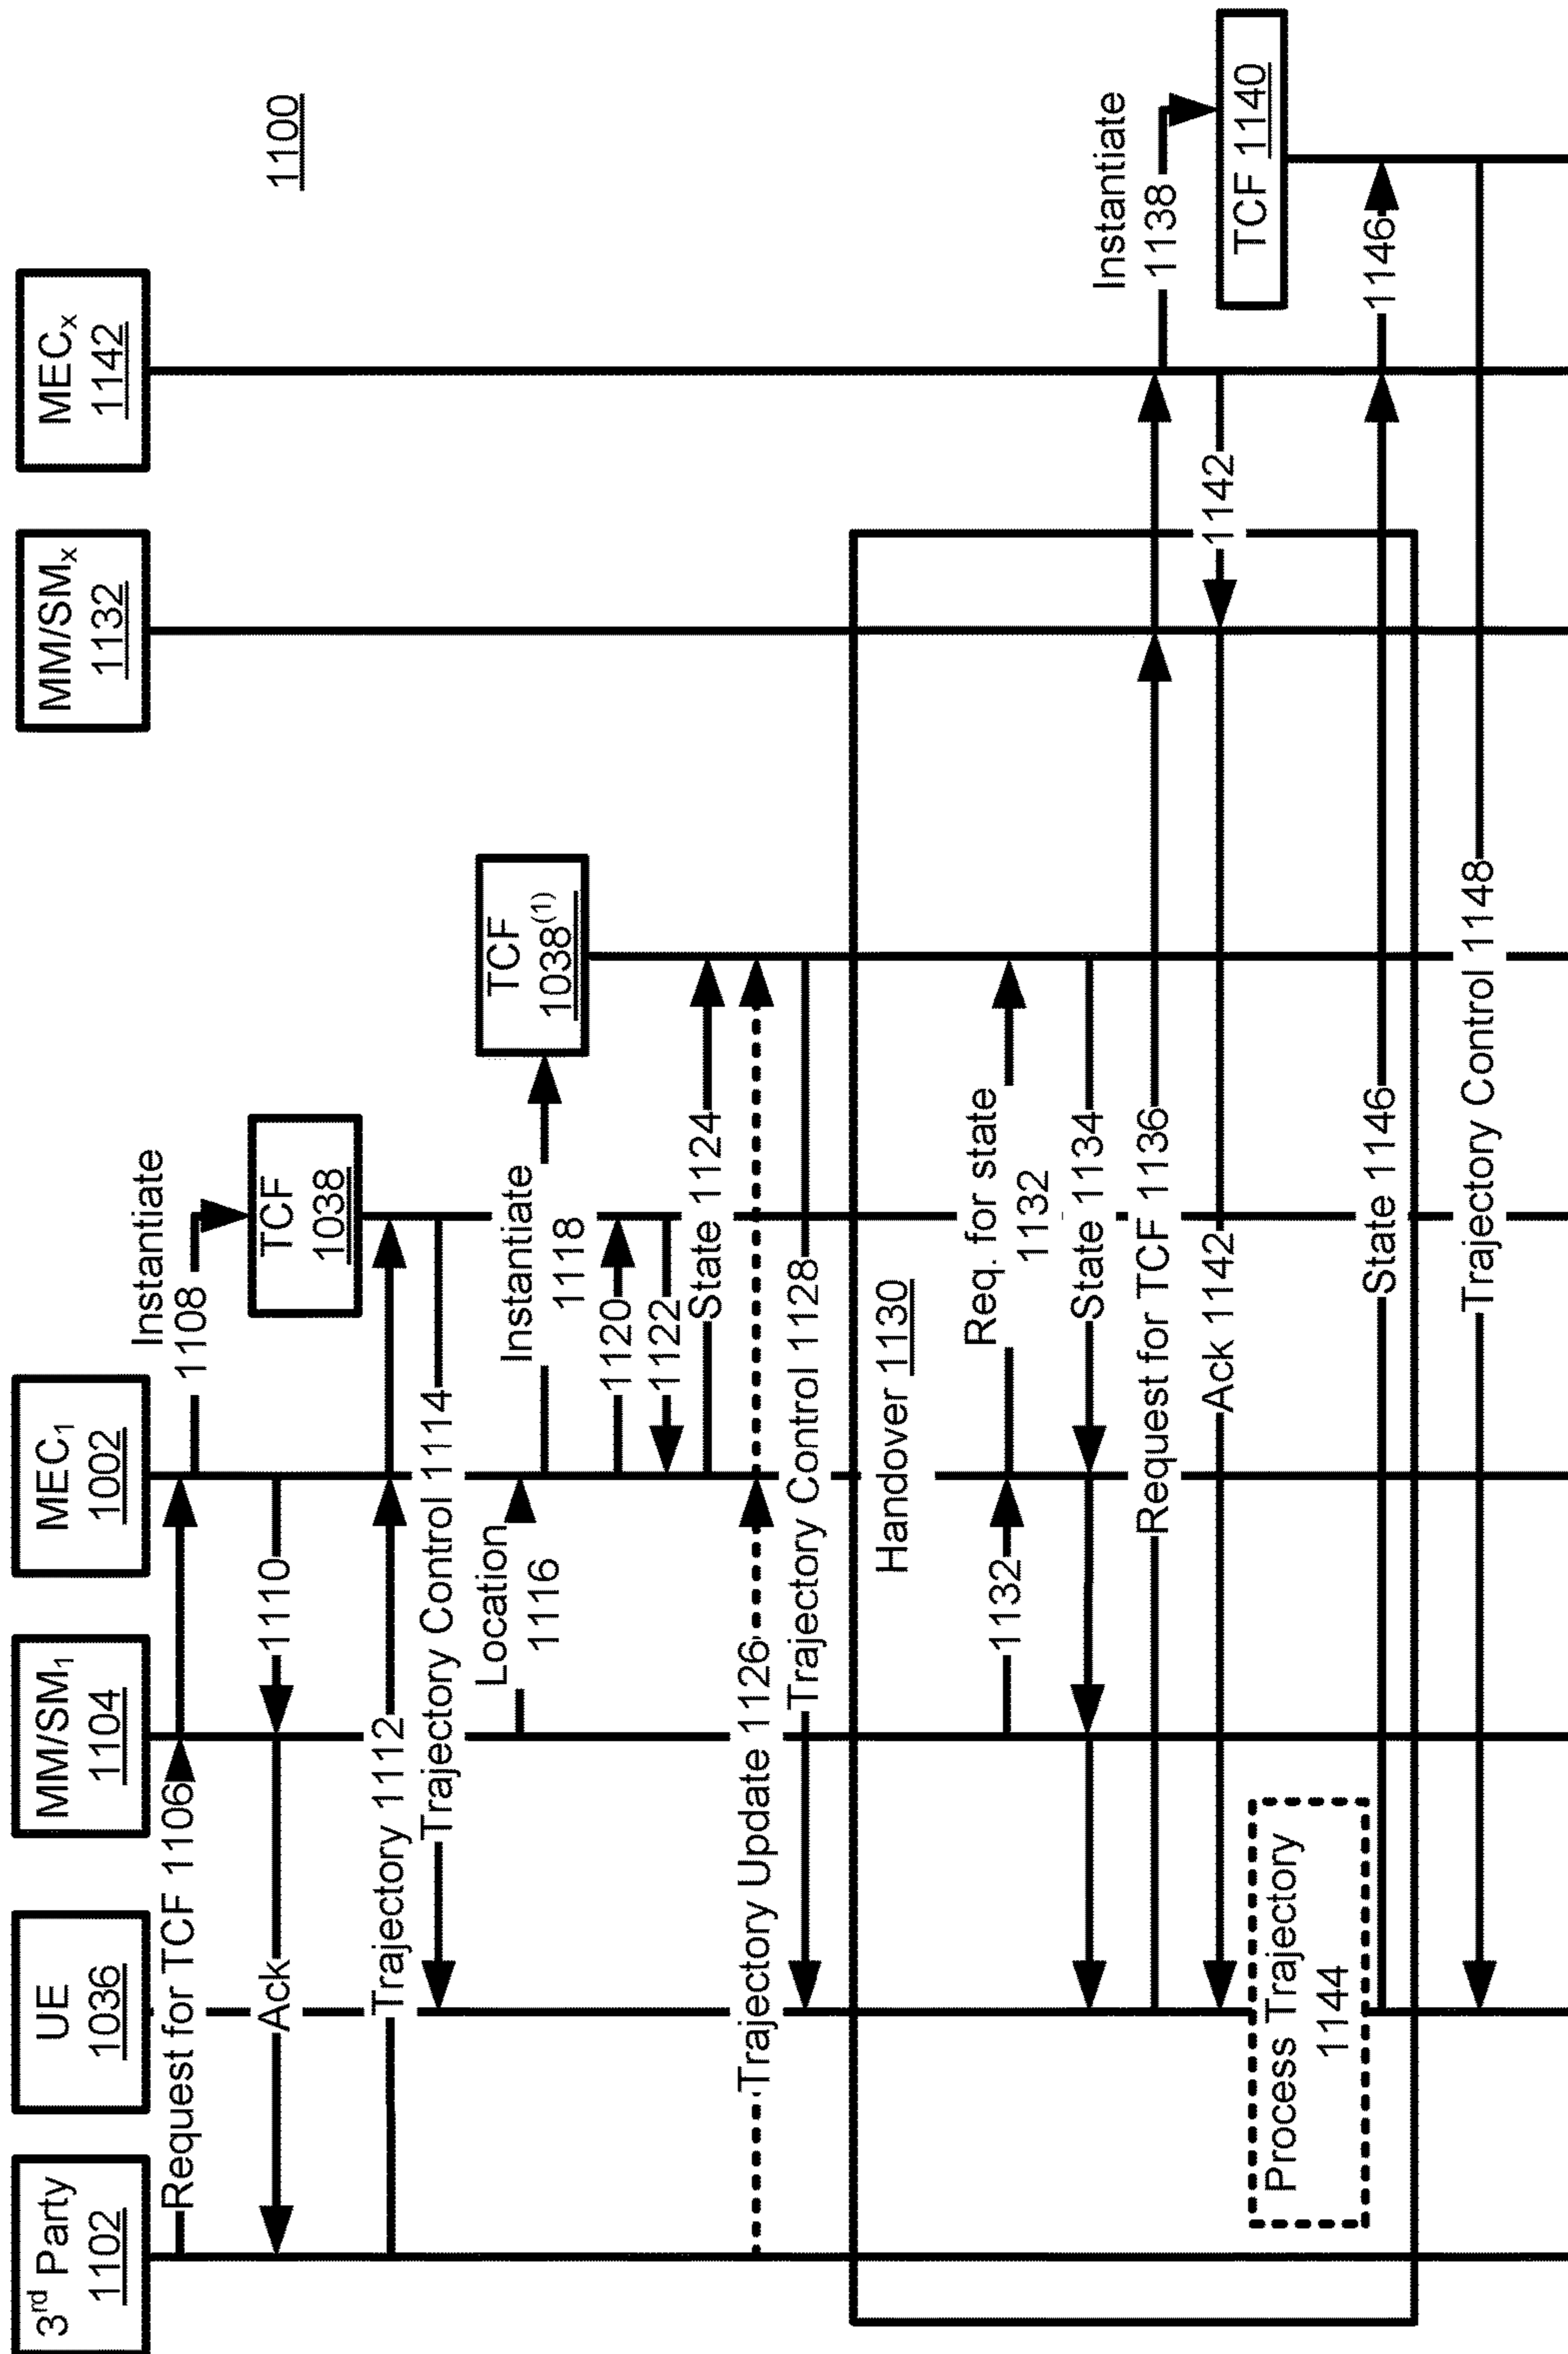 1100
3rd Party
1102
UE
1036
MM/SM1
1104
MEC1
1002
MM/SMx
1132
MECx
1142
Request for TCF 1106
Instantiate
1108
TCF
1038
Ack
1110
Trajectory 1112
Trajectory Control 1114
Location
1116
Instantiate
1118
TCF
1038(1)
1120
1122
State 1124
Trajectory Update 1126
Trajectory Control 1128
Handover 1130
1132
Req. for state
1132
State 1134
Request for TCF 1136
Instantiate
1138
TCF 1140
Ack 1142
1142
Process Trajectory
1144
State 1146
1146
Trajectory Control 1148